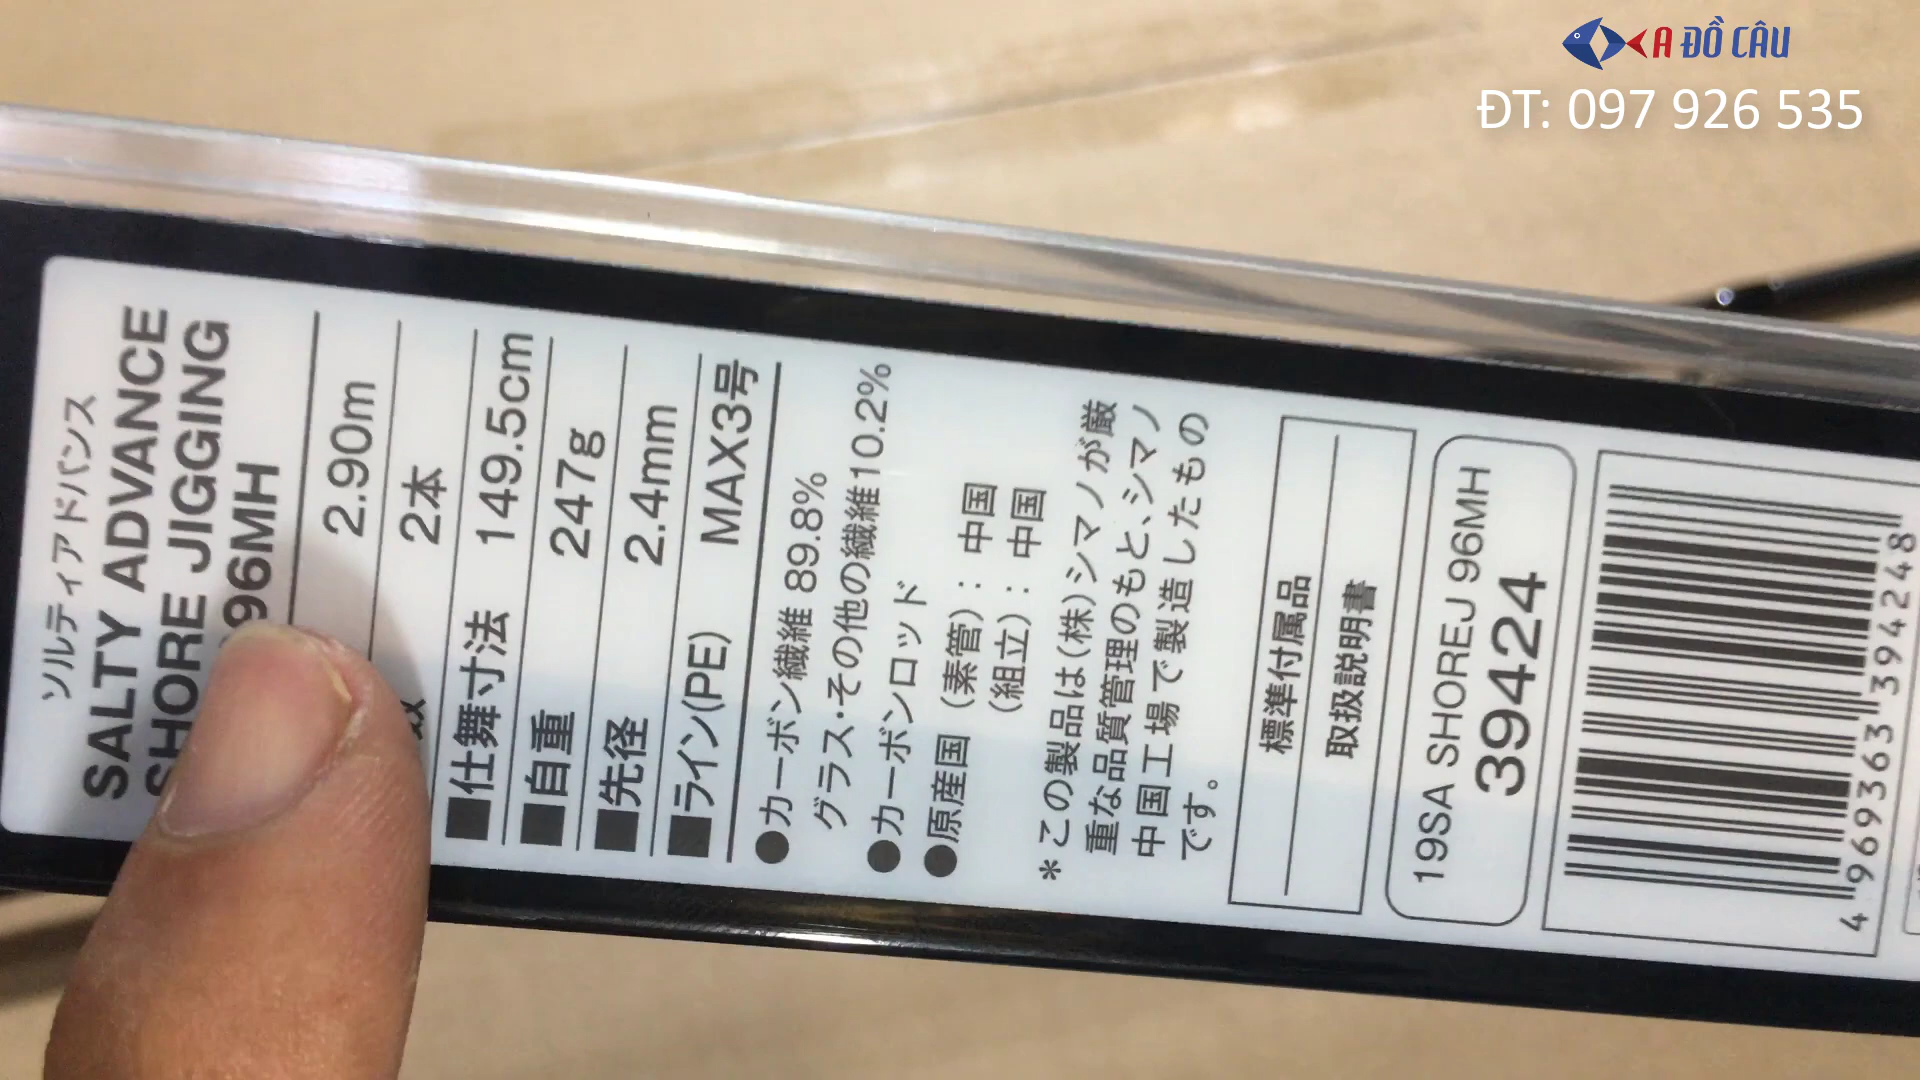 A ĐỒ CÂU
ĐT: 097 926 535
ソルティアドバンス
SALTY ADVANCE
SHORE JIGGING
96MH
2.90m
数 2本
■仕舞寸法 149.5cm
■自重 247g
■先径 2.4mm
■ライン(PE) MAX3号
●カーボン繊維 89.8%
グラス・その他の繊維10.2%
●カーボンロッド
●原産国 (素管): 中国
(組立): 中国
*この製品は(株)シマノが厳
重な品質管理のもと、シマノ
中国工場で製造したもの
です。
標準付属品
取扱説明書
19SA SHOREJ 96MH
39424
4 969363 394248